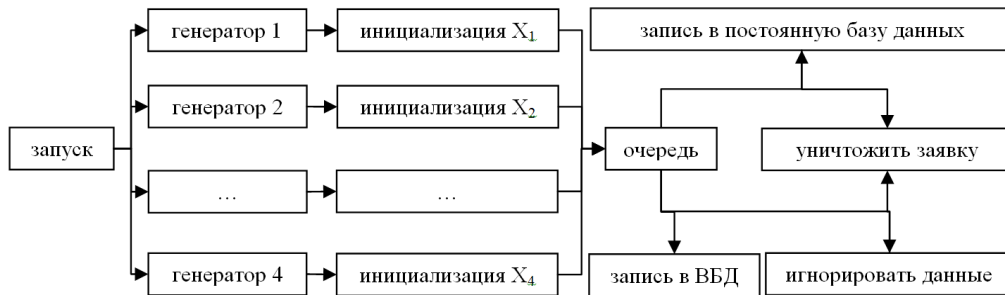 генератор 1
инициализация X₁
запись в постоянную базу данных
генератор 2
инициализация X₂
запуск
очередь
уничтожить заявку
...
...
генератор 4
инициализация X₄
запись в ВБД
игнорировать данные